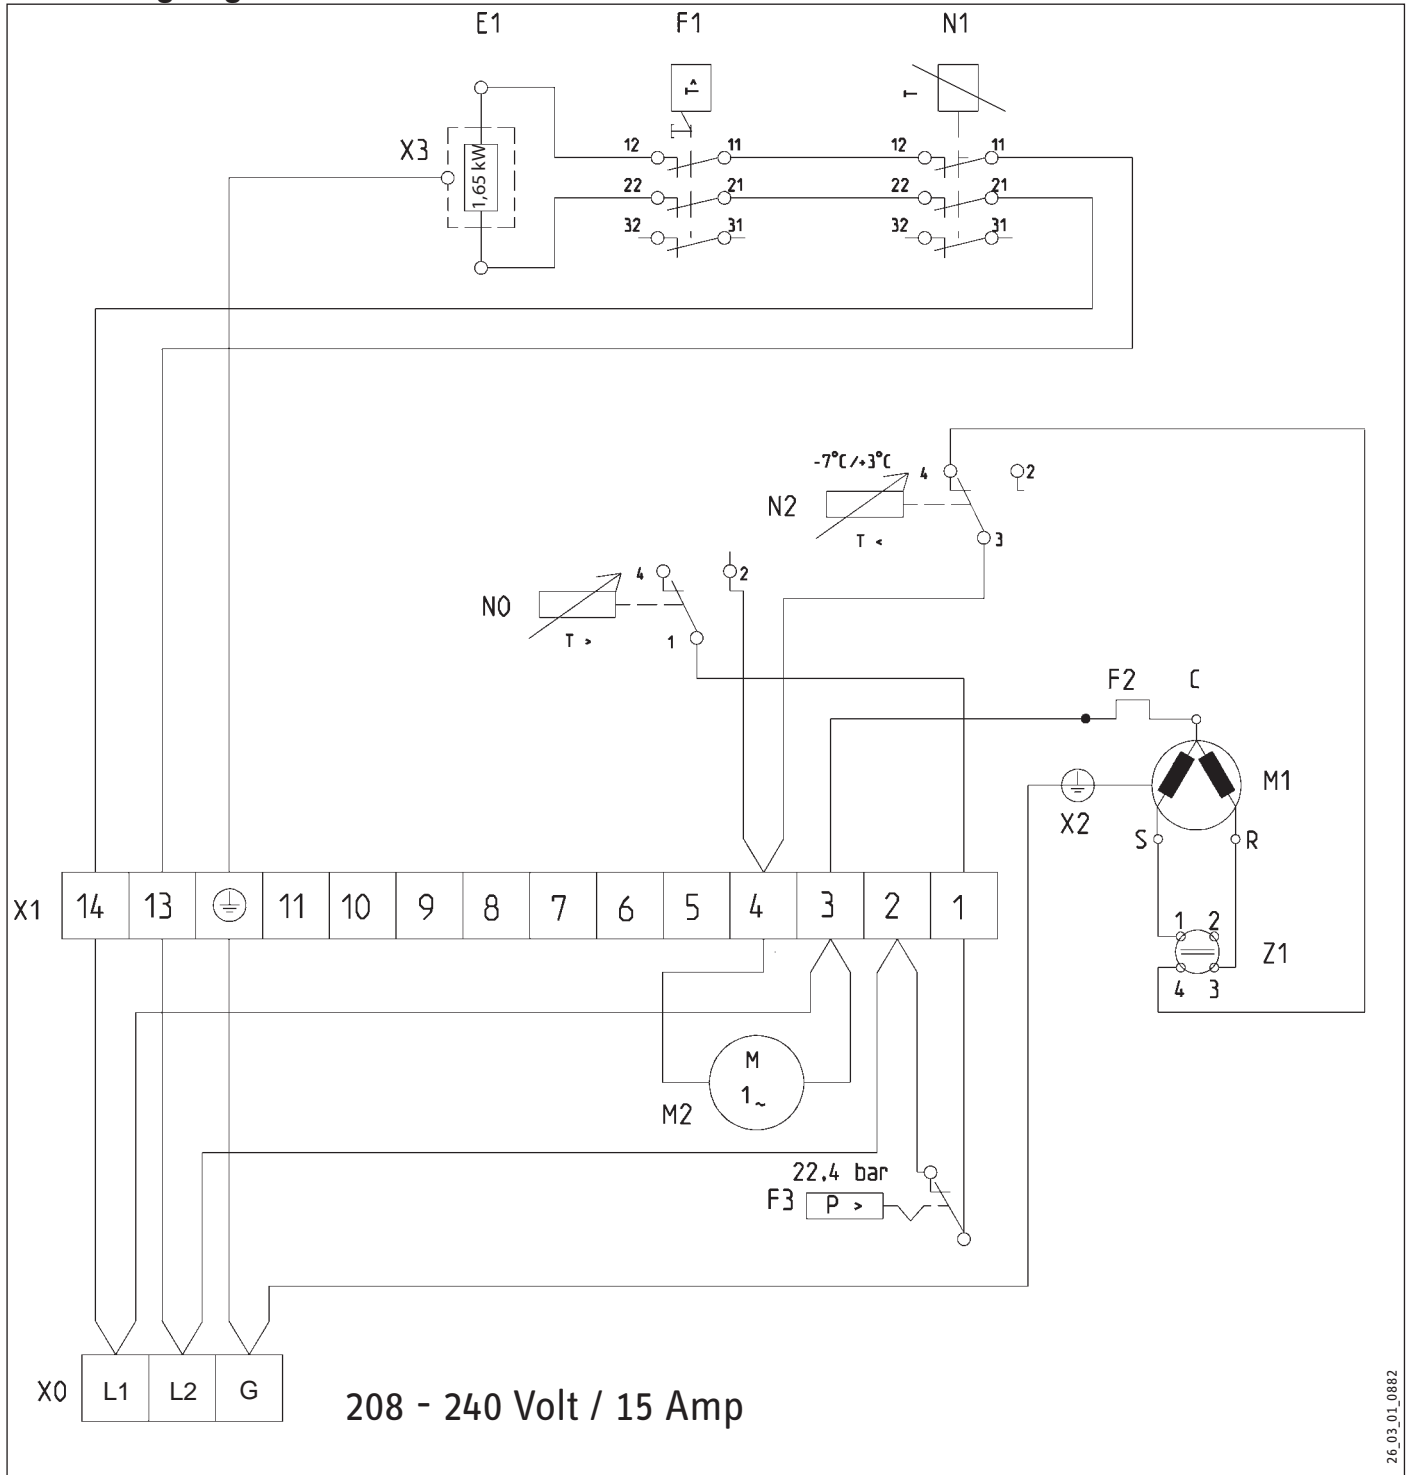 E1 F1 N1
T>
T
X3
1,65 kW
12 11 12 11
22 21 22 21
32 31 32 31
-7°C/+3°C
4 2
N2
T <
3
4 2
N0
T >
1
F2 C
M1
X2
S R
X1 14 13 11 10 9 8 7 6 5 4 3 2 1
1 2
Z1
4 3
M
1~
M2
22,4 bar
F3 P >
X0 L1 L2 G
208 - 240 Volt / 15 Amp
26_03_01_0882